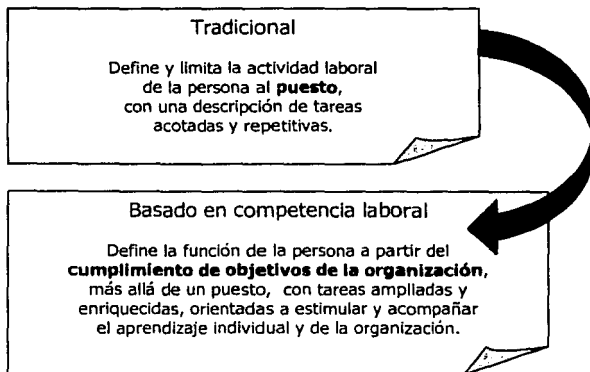 Tradicional
Define y limita la actividad laboral
de la persona al puesto,
con una descripción de tareas
acotadas y repetitivas.
Basado en competencia laboral
Define la función de la persona a partir del
cumplimiento de objetivos de la organización,
más allá de un puesto, con tareas ampliadas y
enriquecidas, orientadas a estimular y acompañar
el aprendizaje individual y de la organización.